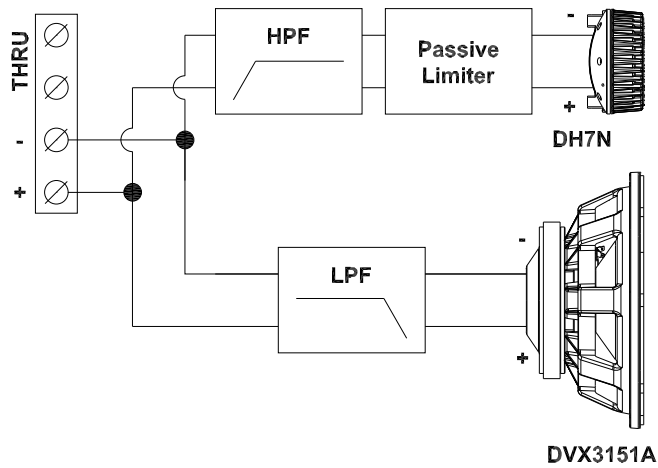 THRU
-
+
HPF
Passive
Limiter
-
+
DH7N
LPF
-
+
DVX3151A